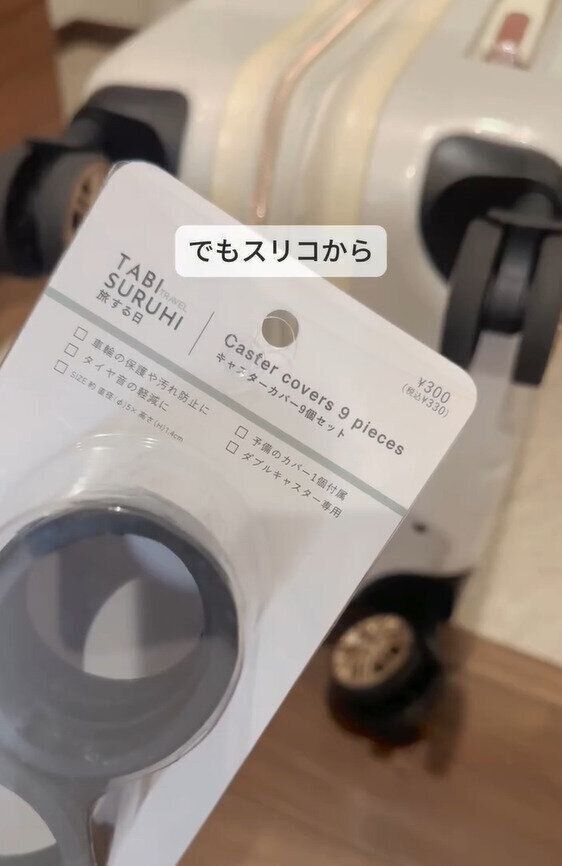 でもスリコから
TABI
TRAVEL
SURUHI
旅する日
Caster covers 9 pieces
キャスターカバー9個セット
¥300
(税込¥330)
車輪の保護や汚れ防止に
タイヤ音の軽減に
予備のカバー1個付属
ダブルキャスター専用